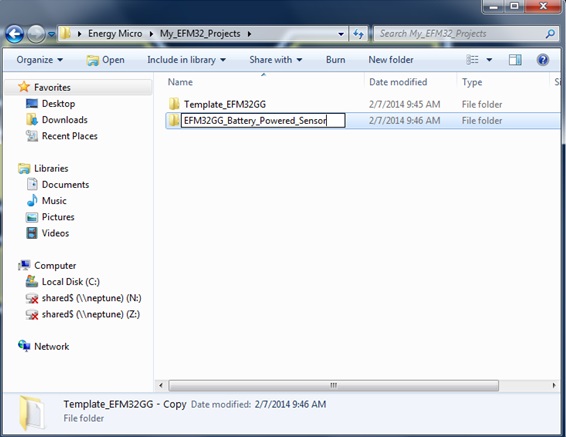 Energy Micro ▸ My_EFM32_Projects ▸
Search My_EFM32_Projects
Organize ▾ Open Include in library ▾ Share with ▾ Burn New folder
Name Date modified Type Si
Favorites
Desktop
Downloads
Recent Places
Libraries
Documents
Music
Pictures
Videos
Computer
Local Disk (C:)
shared$ (\\neptune) (N:)
shared$ (\\neptune) (Z:)
Network
Template_EFM32GG 2/7/2014 9:45 AM File folder
EFM32GG_Battery_Powered_Sensor 2/7/2014 9:46 AM File folder
Template_EFM32GG - Copy Date modified: 2/7/2014 9:46 AM
File folder